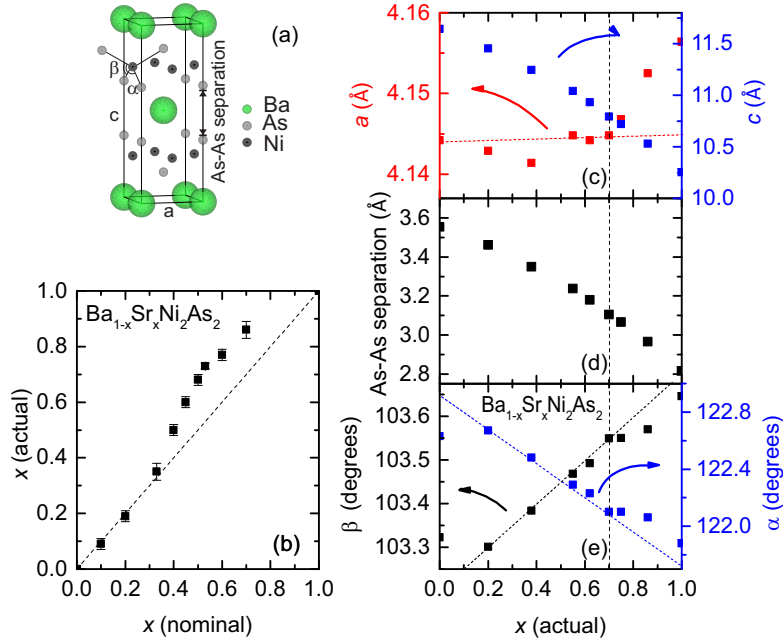 (a)
β
α
c
a
As-As separation
Ba
As
Ni
4.16
4.15
4.14
a (Å)
11.5
11.0
10.5
10.0
c (Å)
(c)
3.6
3.4
3.2
3.0
2.8
As-As separation (Å)
(d)
Ba1-xSrxNi2As2
103.6
103.5
103.4
103.3
β (degrees)
122.8
122.6
122.4
122.2
122.0
α (degrees)
(e)
0.0 0.2 0.4 0.6 0.8 1.0
x (actual)
1.0
0.8
0.6
0.4
0.2
0.0
x (actual)
Ba1-xSrxNi2As2
(b)
0.0 0.2 0.4 0.6 0.8 1.0
x (nominal)